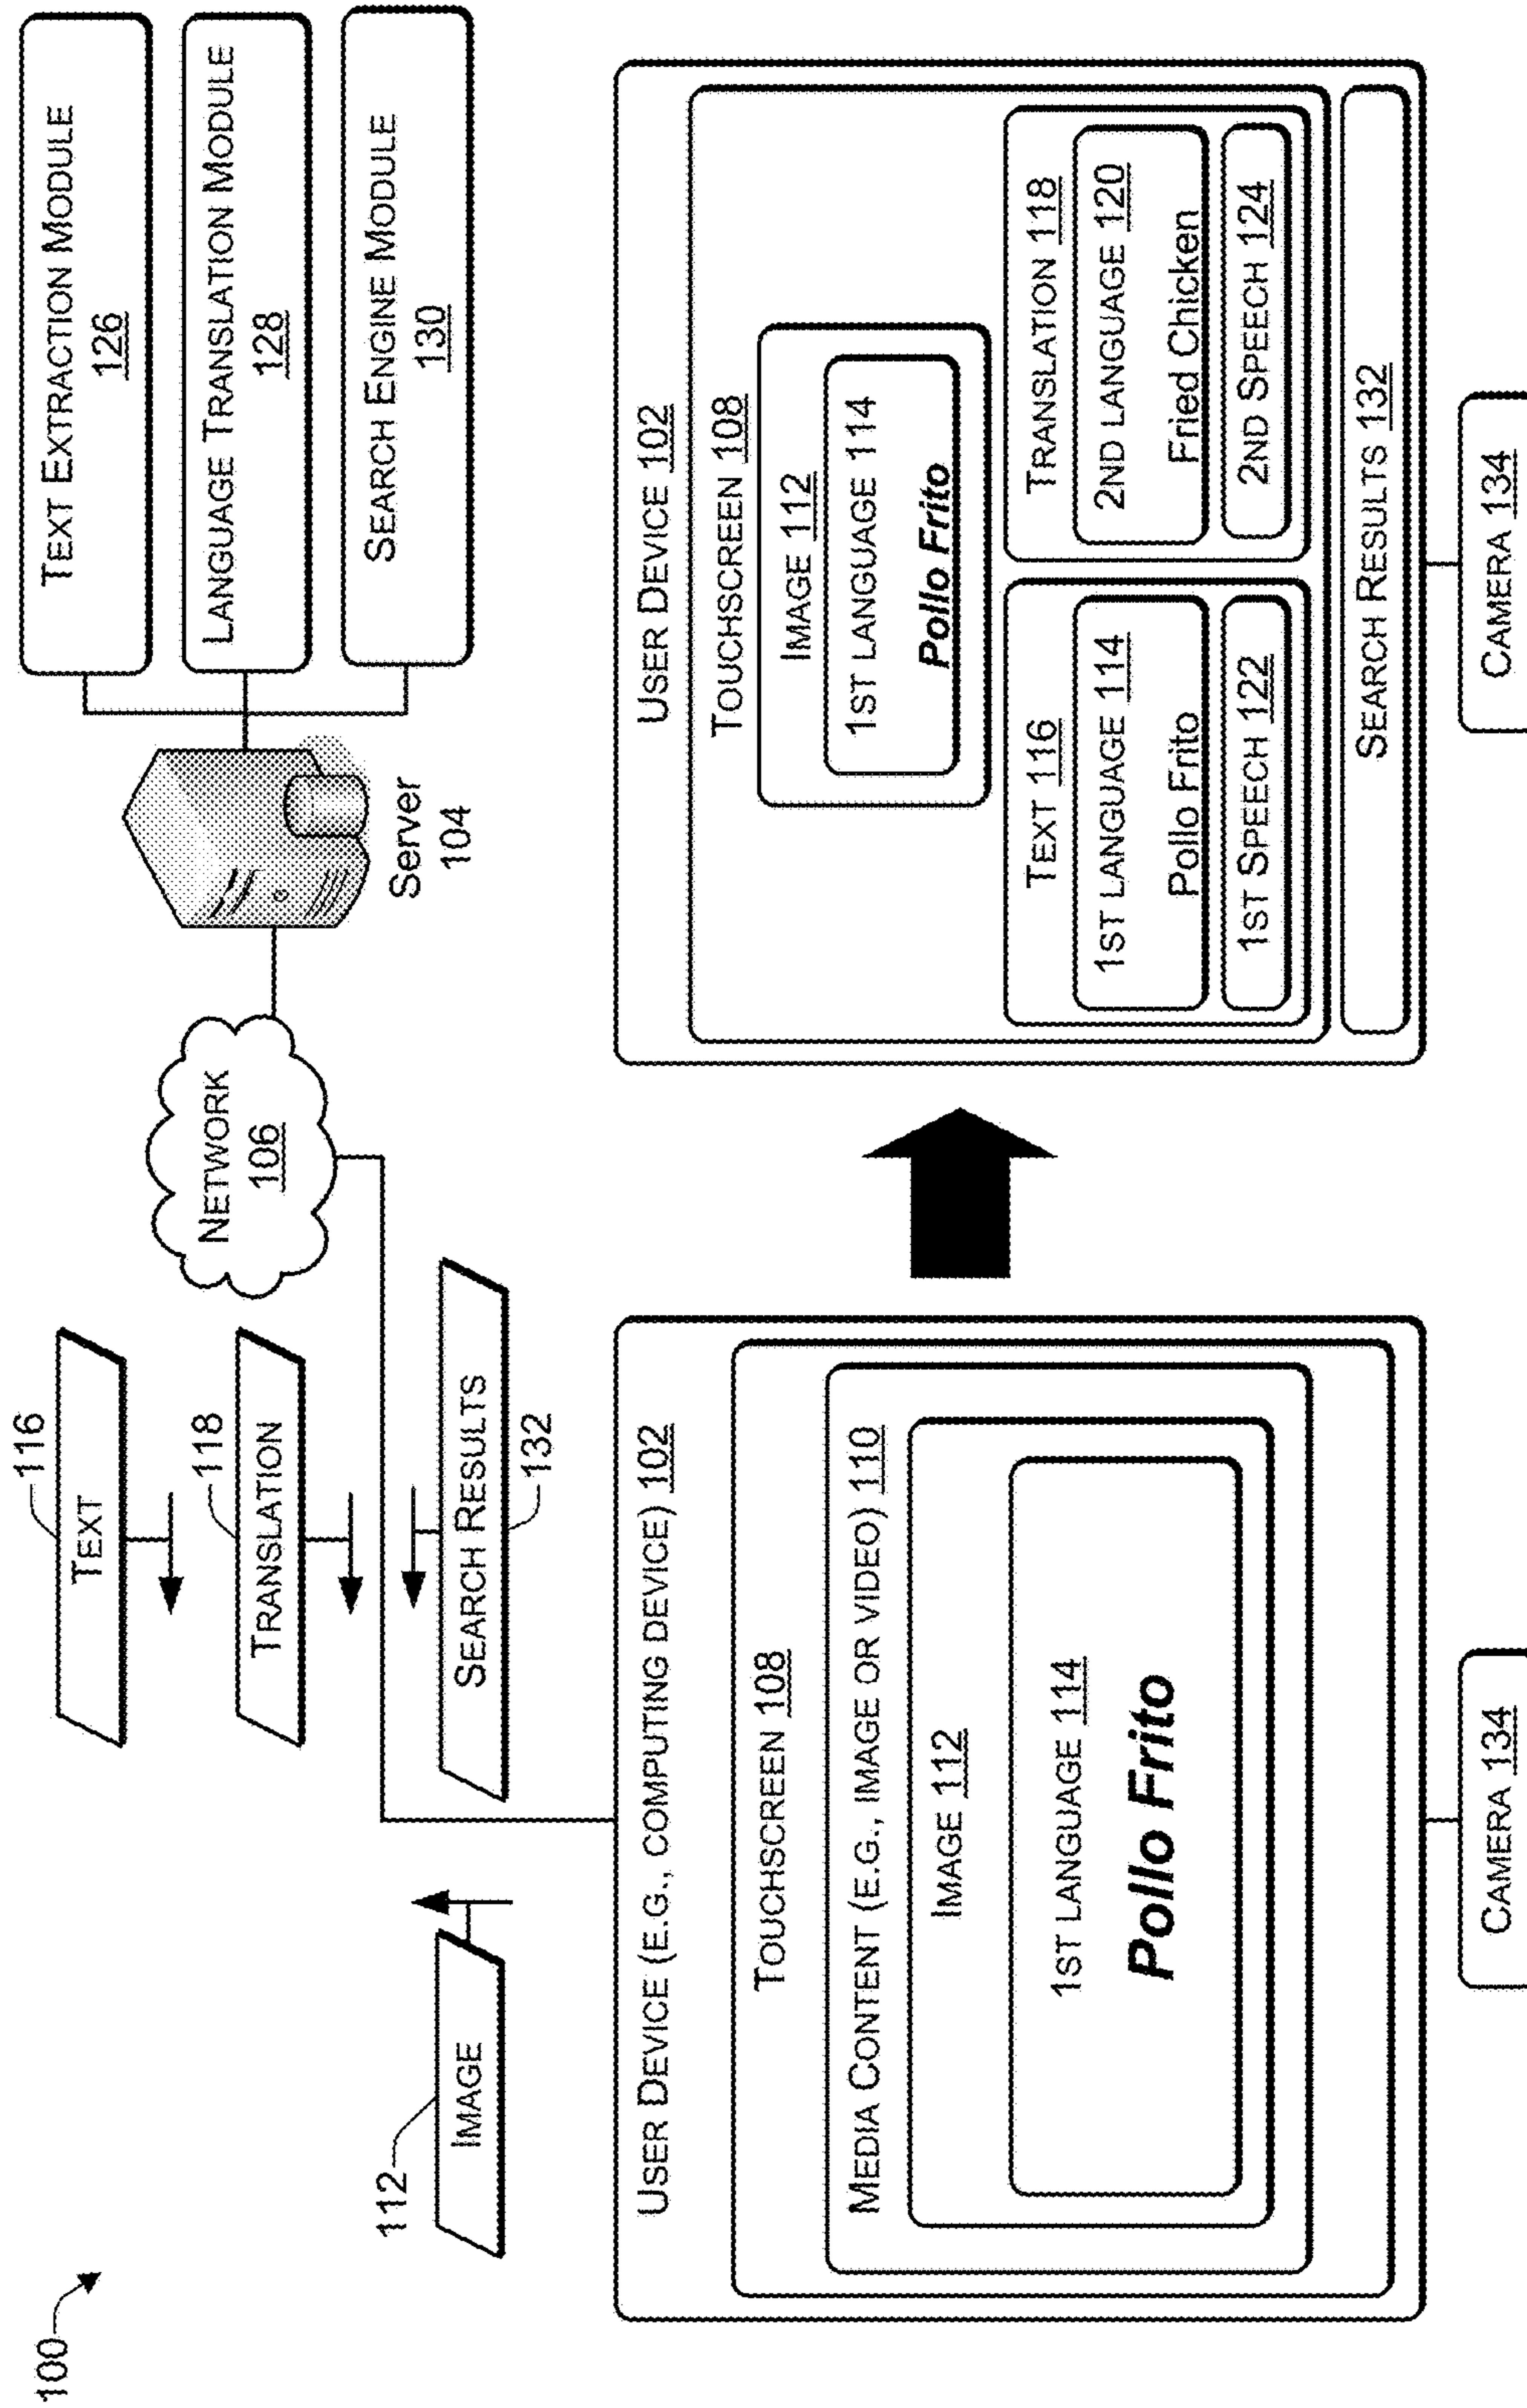 100
116
TEXT
118
TRANSLATION
SEARCH RESULTS
132
112
IMAGE
NETWORK
106
Server
104
TEXT EXTRACTION MODULE
126
LANGUAGE TRANSLATION MODULE
128
SEARCH ENGINE MODULE
130
USER DEVICE (E.G., COMPUTING DEVICE) 102
TOUCHSCREEN 108
MEDIA CONTENT (E.G., IMAGE OR VIDEO) 110
IMAGE 112
1ST LANGUAGE 114
Pollo Frito
CAMERA 134
USER DEVICE 102
TOUCHSCREEN 108
IMAGE 112
1ST LANGUAGE 114
Pollo Frito
TEXT 116
1ST LANGUAGE 114
Pollo Frito
1ST SPEECH 122
TRANSLATION 118
2ND LANGUAGE 120
Fried Chicken
2ND SPEECH 124
SEARCH RESULTS 132
CAMERA 134